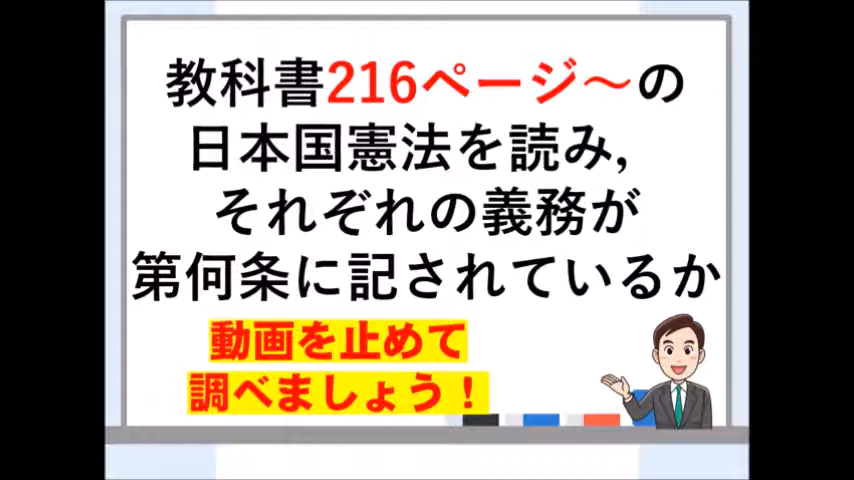 教科書216ページ～の
日本国憲法を読み,
それぞれの義務が
第何条に記されているか
動画を止めて
調べましょう！